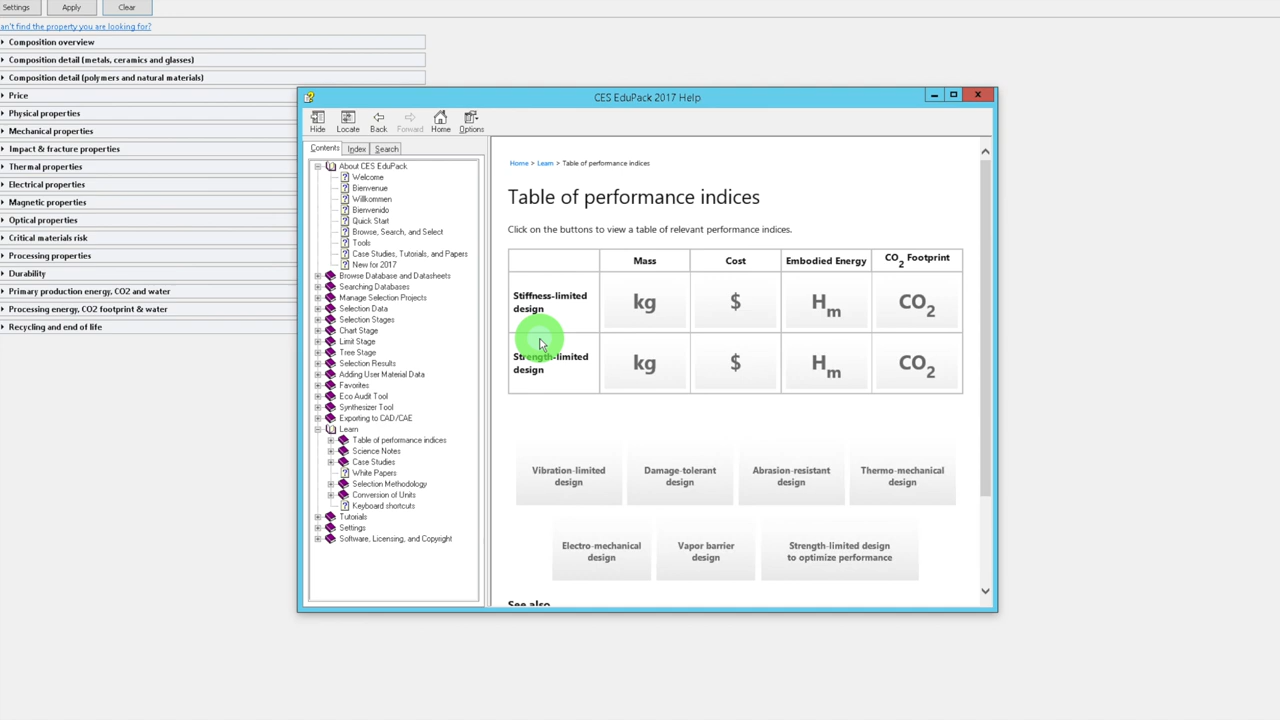 Settings
Apply
Clear
an't find the property you are looking for?
Composition overview
Composition detail (metals, ceramics and glasses)
Composition detail (polymers and natural materials)
Price
Physical properties
Mechanical properties
Impact & fracture properties
Thermal properties
Electrical properties
Magnetic properties
Optical properties
Critical materials risk
Processing properties
Durability
Primary production energy, CO2 and water
Processing energy, CO2 footprint & water
Recycling and end of life
CES EduPack 2017 Help
Hide
Locate
Back
Forward
Home
Options
Contents
Index
Search
About CES EduPack
Welcome
Bienvenue
Willkommen
Bienvenido
Quick Start
Browse, Search, and Select
Tools
Case Studies, Tutorials, and Papers
New for 2017
Browse Database and Datasheets
Searching Databases
Manage Selection Projects
Selection Data
Selection Stages
Chart Stage
Limit Stage
Tree Stage
Selection Results
Adding User Material Data
Favorites
Eco Audit Tool
Synthesizer Tool
Exporting to CAD/CAE
Learn
Table of performance indices
Science Notes
Case Studies
White Papers
Selection Methodology
Conversion of Units
Keyboard shortcuts
Tutorials
Settings
Software, Licensing, and Copyright
Home > Learn > Table of performance indices
Table of performance indices
Click on the buttons to view a table of relevant performance indices.
Mass Cost Embodied Energy CO2 Footprint
Stiffness-limited
design
kg $ Hm CO2
Strength-limited
design
kg $ Hm CO2
Vibration-limited
design
Damage-tolerant
design
Abrasion-resistant
design
Thermo-mechanical
design
Electro-mechanical
design
Vapor barrier
design
Strength-limited design
to optimize performance
See also